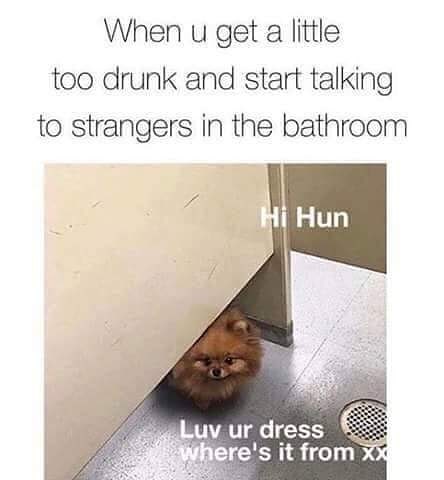 When u get a little
too drunk and start talking
to strangers in the bathroom
Hi Hun
Luv ur dress
where's it from xx